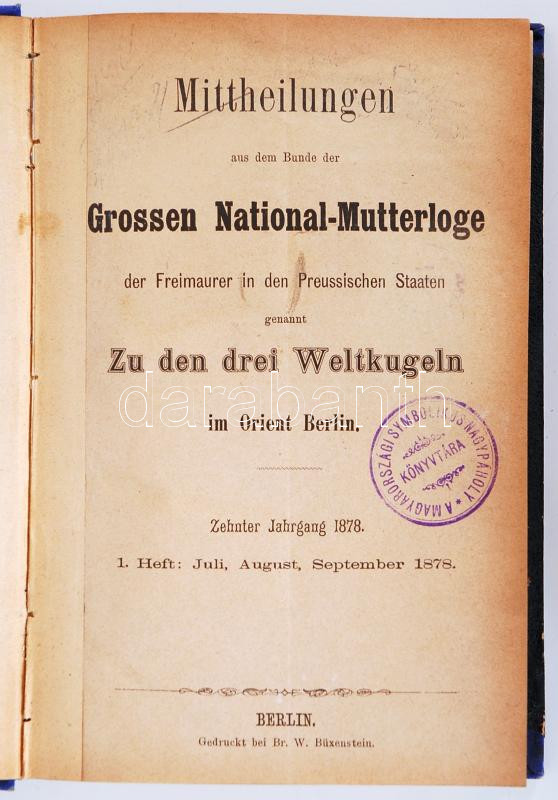 Mittheilungen
aus dem Bunde der
Grossen National-Mutterloge
der Freimaurer in den Preussischen Staaten
genannt
Zu den drei Weltkugeln
darabanth
im Orient Berlin.
A MAGYARORSZÁGI SYMBOLIKUS NAGYPÁHOLY *
KÖNYVTÁRA
Zehnter Jahrgang 1878.
1. Heft: Juli, August, September 1878.
BERLIN.
Gedruckt bei Br. W. Büxenstein.